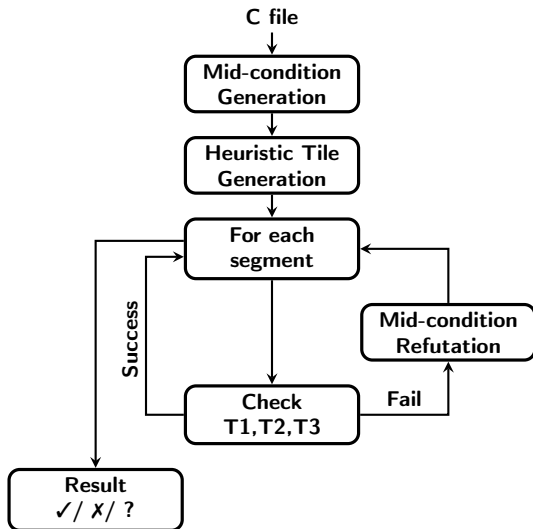 C file
Mid-condition
Generation
Heuristic Tile
Generation
For each
segment
Success
Mid-condition
Refutation
Check
T1,T2,T3
Fail
Result
✓/ ✗/ ?